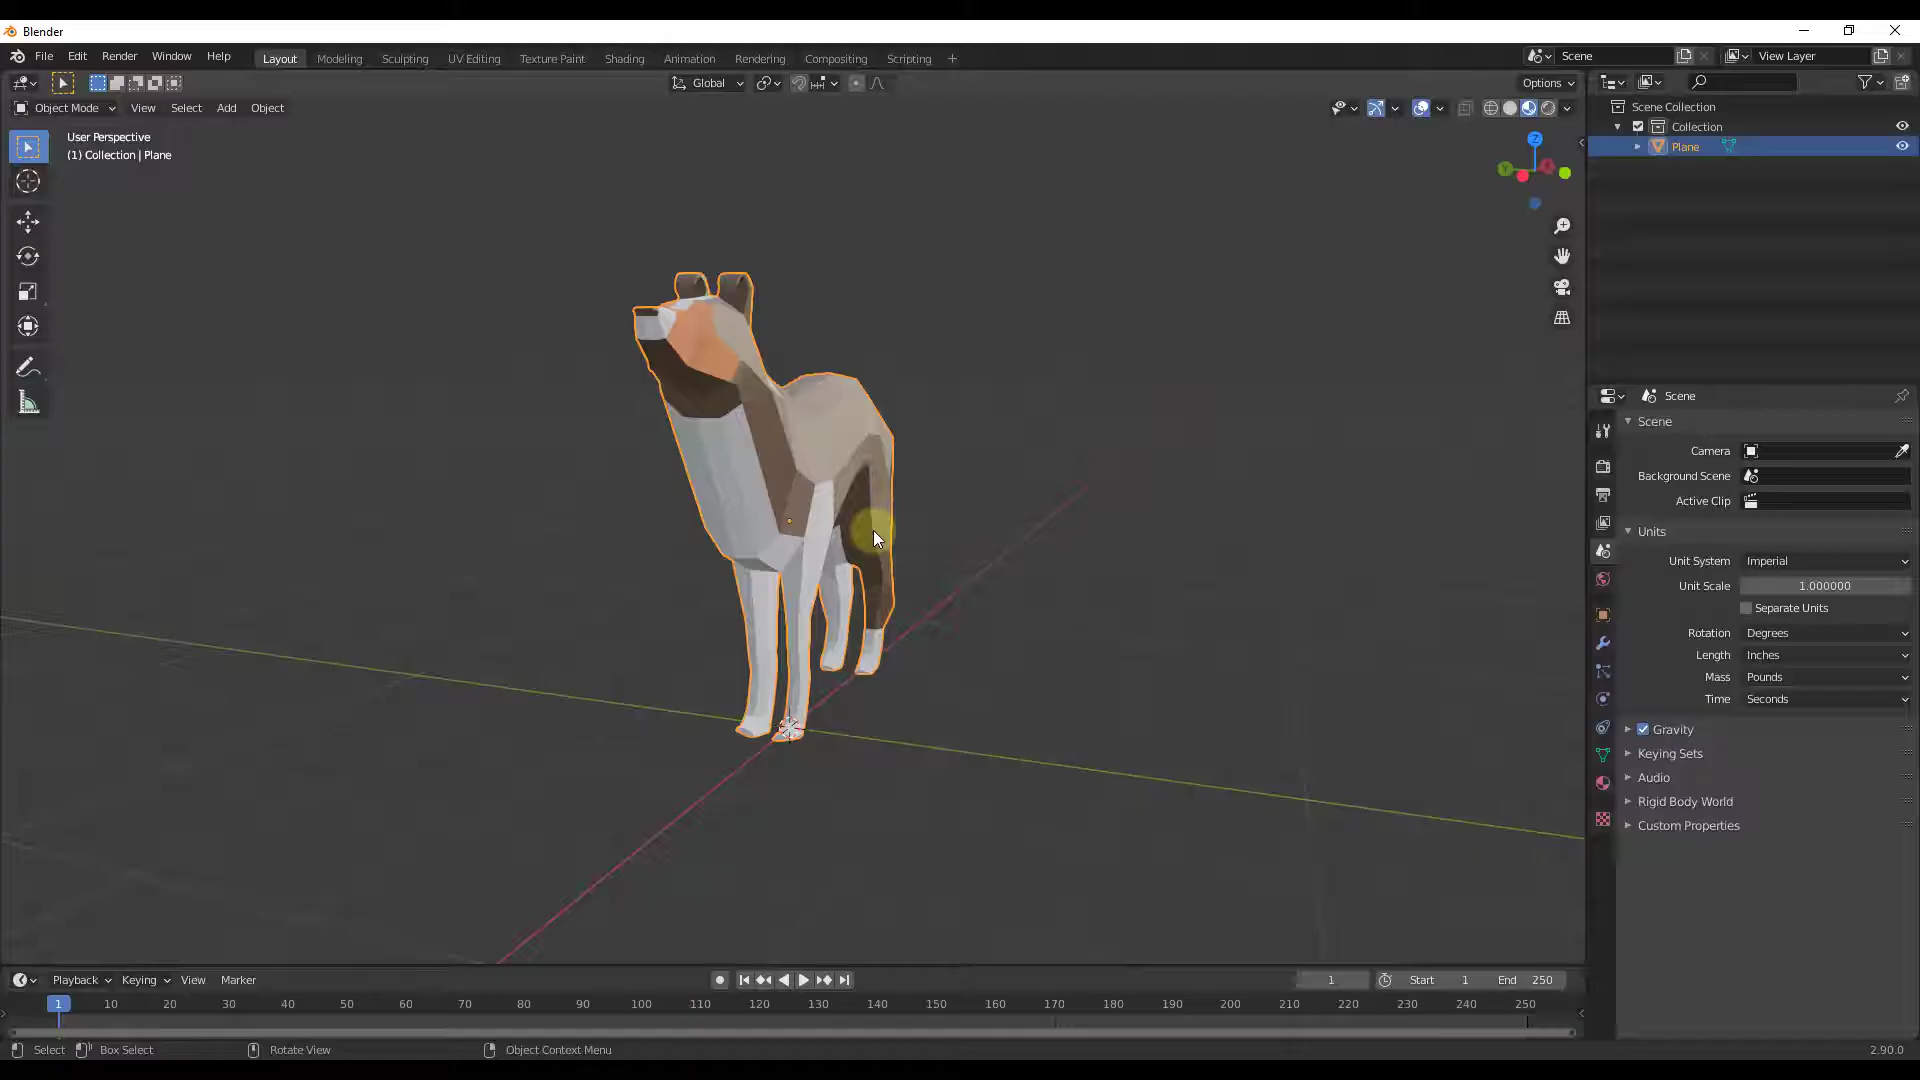 Blender
File Edit Render Window Help Layout Modeling Sculpting UV Editing Texture Paint Shading Animation Rendering Compositing Scripting + Scene View Layer
Global Options
Object Mode View Select Add Object
User Perspective
(1) Collection | Plane
Z
Y
Scene Collection
Collection
Plane
Scene
Scene
Camera
Background Scene
Active Clip
Units
Unit System Imperial
Unit Scale 1.000000
Separate Units
Rotation Degrees
Length Inches
Mass Pounds
Time Seconds
Gravity
Keying Sets
Audio
Rigid Body World
Custom Properties
Playback Keying View Marker 1 Start 1 End 250
1 10 20 30 40 50 60 70 80 90 100 110 120 130 140 150 160 170 180 190 200 210 220 230 240 250
Select Box Select Rotate View Object Context Menu 2.90.0